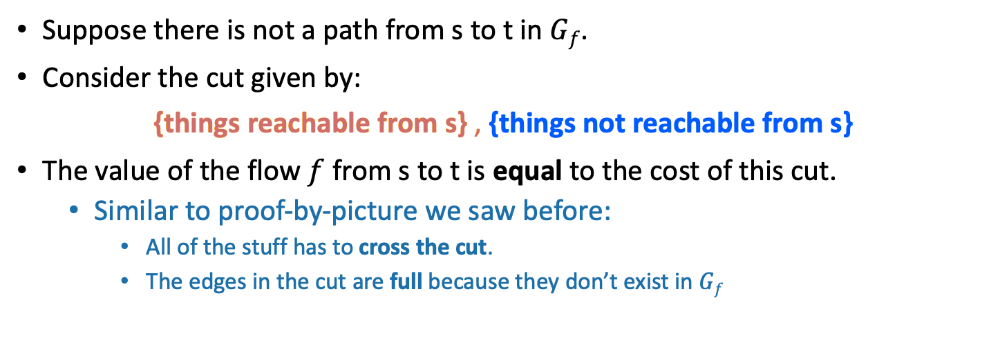 • Suppose there is not a path from s to t in G_f.
• Consider the cut given by:
{things reachable from s} , {things not reachable from s}
• The value of the flow f from s to t is equal to the cost of this cut.
• Similar to proof-by-picture we saw before:
• All of the stuff has to cross the cut.
• The edges in the cut are full because they don't exist in G_f